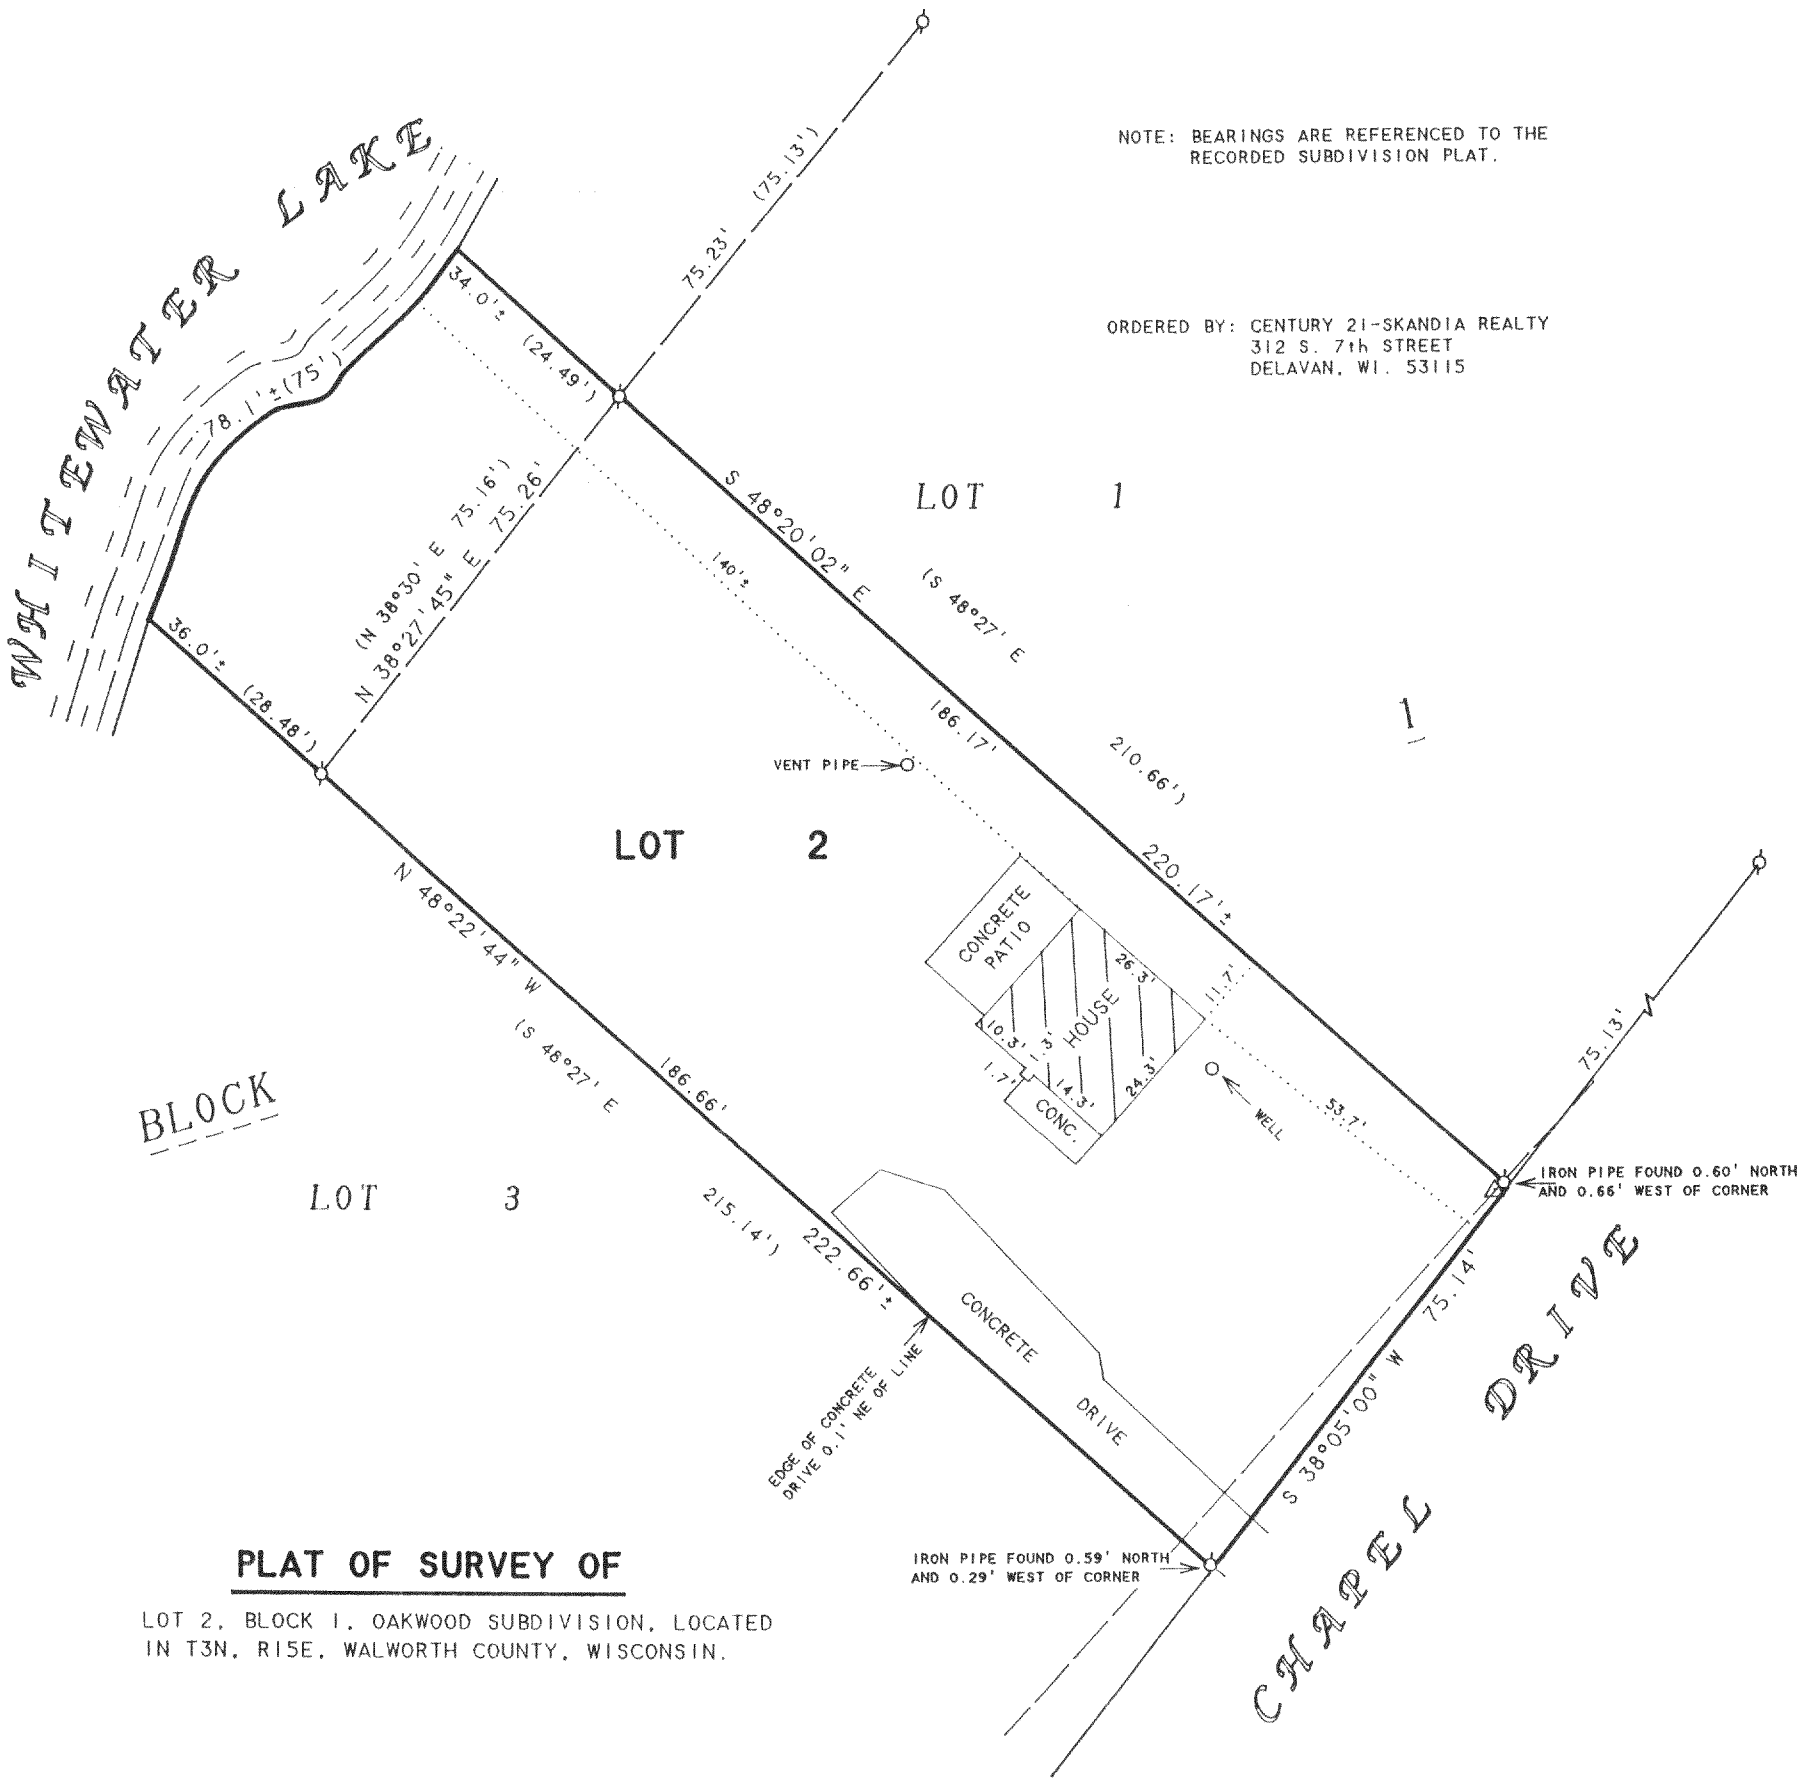 WHITEWATER LAKE
NOTE: BEARINGS ARE REFERENCED TO THE
RECORDED SUBDIVISION PLAT.
ORDERED BY: CENTURY 21-SKANDIA REALTY
312 S. 7th STREET
DELAVAN, WI. 53115
75.23' (75.13')
34.0'± (24.49')
78.1'±(75')
36.0'± (28.48')
(N 38°30' E 75.16')
N 38°27'45" E 75.26'
LOT 1
S 48°20'02" E
(S 48°27' E
140'±
186.17'
210.66')
1
VENT PIPE
LOT 2
220.17'±
N 48°22'44" W
(S 48°27' E
186.66'
CONCRETE
PATIO
26.3'
11.7'
HOUSE
10.3'
1.3'
1.7'
14.3'
24.3'
CONC.
WELL
53.7'
75.13'
BLOCK
LOT 3
215.14')
222.66'±
IRON PIPE FOUND 0.60' NORTH
AND 0.66' WEST OF CORNER
75.14'
S 38°05'00" W
CONCRETE
DRIVE
EDGE OF CONCRETE
DRIVE 0.1' NE OF LINE
CHAPEL DRIVE
IRON PIPE FOUND 0.59' NORTH
AND 0.29' WEST OF CORNER
PLAT OF SURVEY OF
LOT 2, BLOCK 1, OAKWOOD SUBDIVISION, LOCATED
IN T3N, R15E, WALWORTH COUNTY, WISCONSIN.